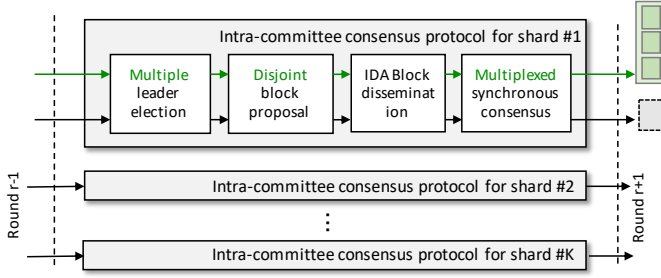 Intra-committee consensus protocol for shard #1
Multiple
leader
election
Disjoint
block
proposal
IDA Block
disseminat
ion
Multiplexed
synchronous
consensus
Round r-1
Round r+1
Intra-committee consensus protocol for shard #2
⋮
Intra-committee consensus protocol for shard #K